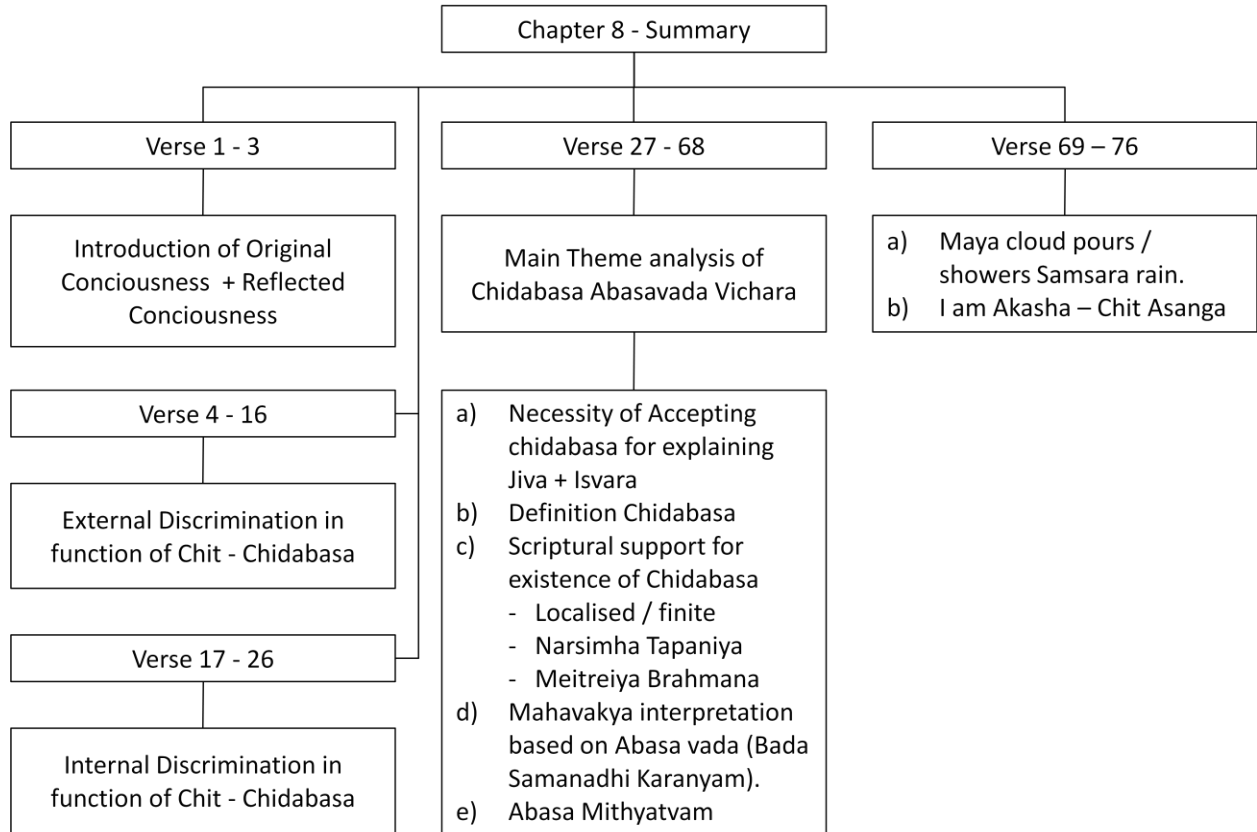 Chapter 8 - Summary
Verse 1 - 3
Introduction of Original
Conciousness + Reflected
Conciousness
Verse 4 - 16
External Discrimination in
function of Chit - Chidabasa
Verse 17 - 26
Internal Discrimination in
function of Chit - Chidabasa
Verse 27 - 68
Main Theme analysis of
Chidabasa Abasavada Vichara
a) Necessity of Accepting
chidabasa for explaining
Jiva + Isvara
b) Definition Chidabasa
c) Scriptural support for
existence of Chidabasa
- Localised / finite
- Narsimha Tapaniya
- Meitreiya Brahmana
d) Mahavakya interpretation
based on Abasa vada (Bada
Samanadhi Karanyam).
e) Abasa Mithyatvam
Verse 69 – 76
a) Maya cloud pours /
showers Samsara rain.
b) I am Akasha – Chit Asanga